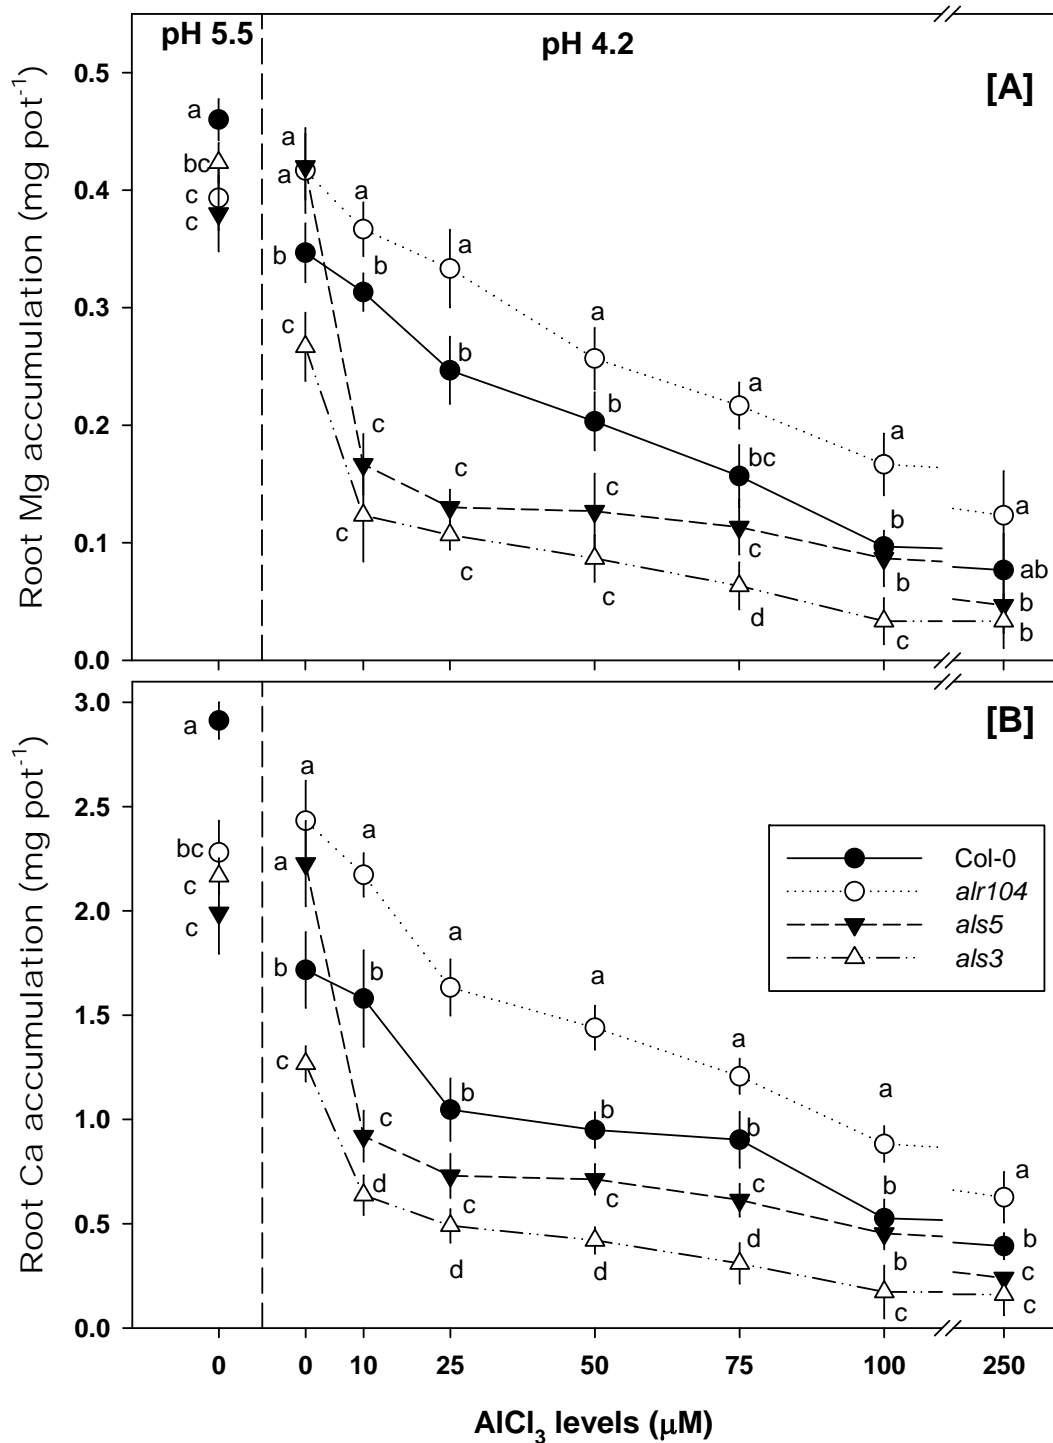 pH 5.5
pH 4.2
[A]
Root Mg accumulation (mg pot⁻¹)
0.5
0.4
0.3
0.2
0.1
0.0
a
bc
c
c
a
a
b
c
a
b
c
c
a
b
c
c
a
b
c
c
a
bc
c
d
a
b
b
c
a
ab
b
b
[B]
Root Ca accumulation (mg pot⁻¹)
3.0
2.5
2.0
1.5
1.0
0.5
0.0
a
bc
c
c
a
a
b
c
a
b
c
d
a
b
c
d
a
b
c
d
a
b
c
d
a
b
b
c
a
b
c
c
Col-0
alr104
als5
als3
0 0 10 25 50 75 100 250
AlCl₃ levels (μM)